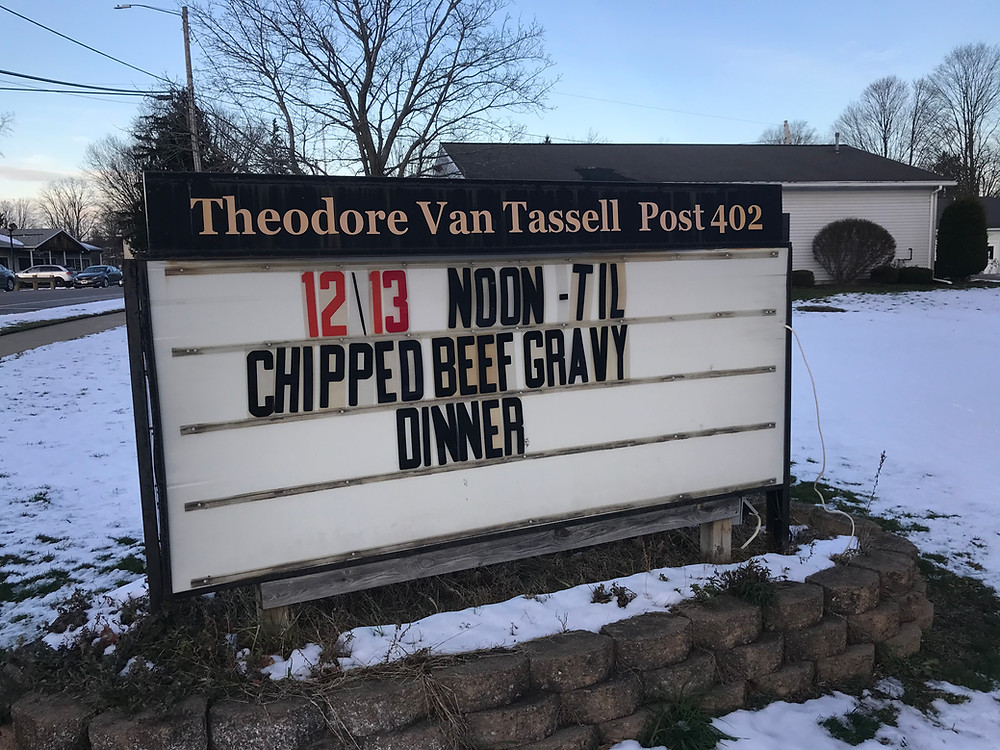 Theodore Van Tassell Post 402
12\13 NOON -TIL
CHIPPED BEEF GRAVY
DINNER